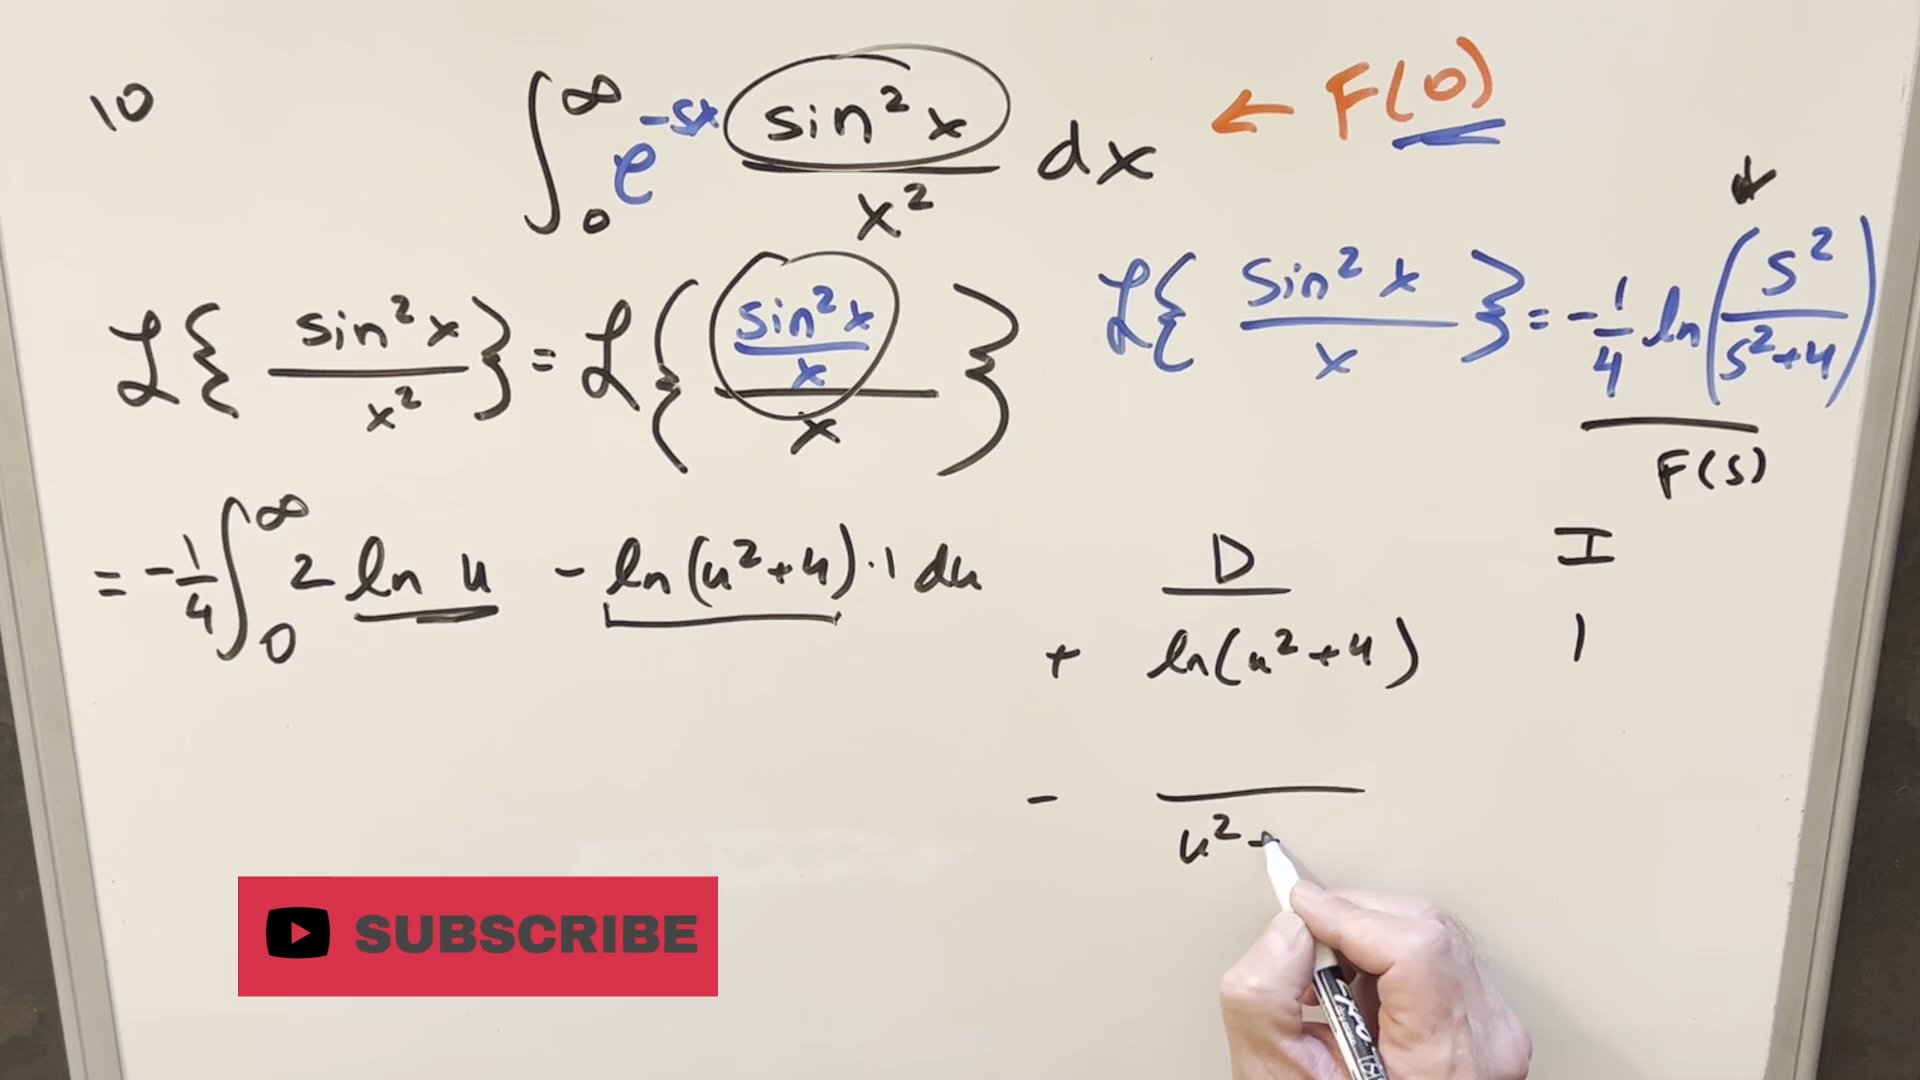 10
∫₀^∞ e^(-sx) sin²x / x² dx ← F(0)
ℒ{ sin²x / x² } = ℒ{ (sin²x / x) / x }
ℒ{ sin²x / x } = -1/4 ln( s² / s²+4 )
F(s)
= -1/4 ∫₀^∞ 2 ln u - ln(u²+4)·1 du
D I
+ ln(u²+4) 1
-
u² +
SUBSCRIBE